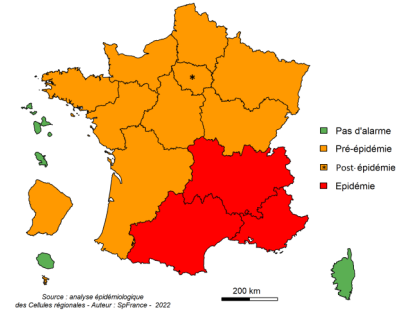 *
Pas d'alarme
Pré-épidémie
* Post-épidémie
Epidémie
200 km
Source : analyse épidémiologique
des Cellules régionales - Auteur : SpFrance - 2022